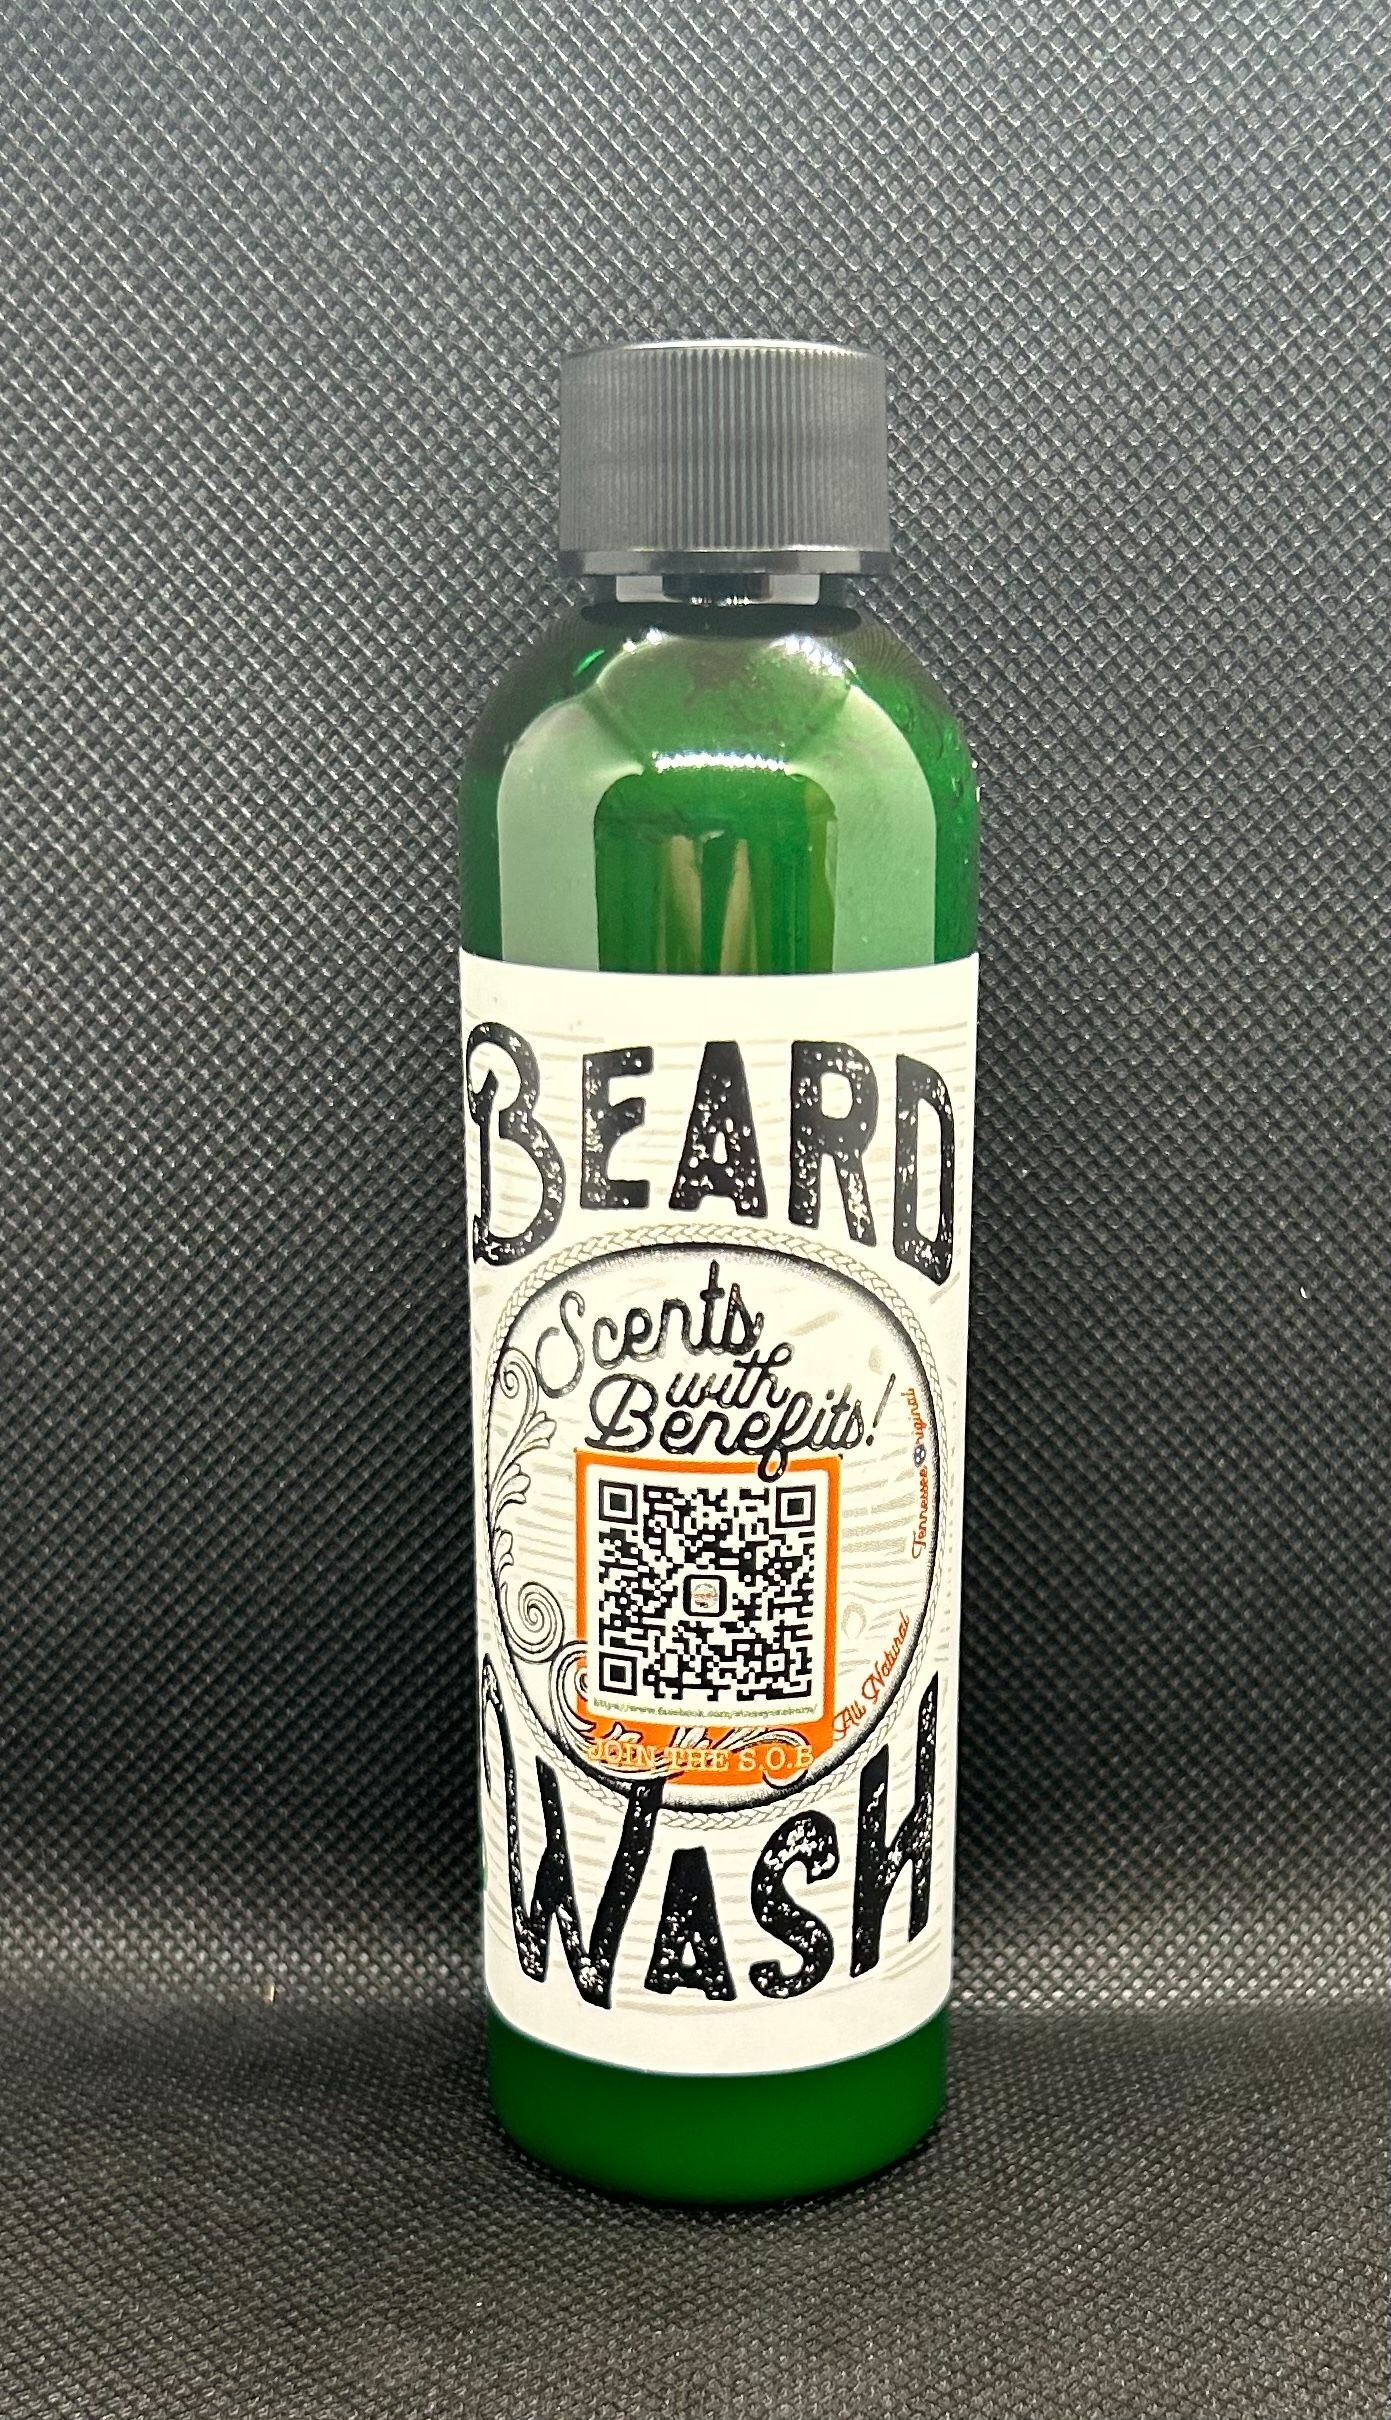 BEARD
Scents
with
Benefits!
Tennessee Original
All Natural
JOIN THE S.O.B
WASH